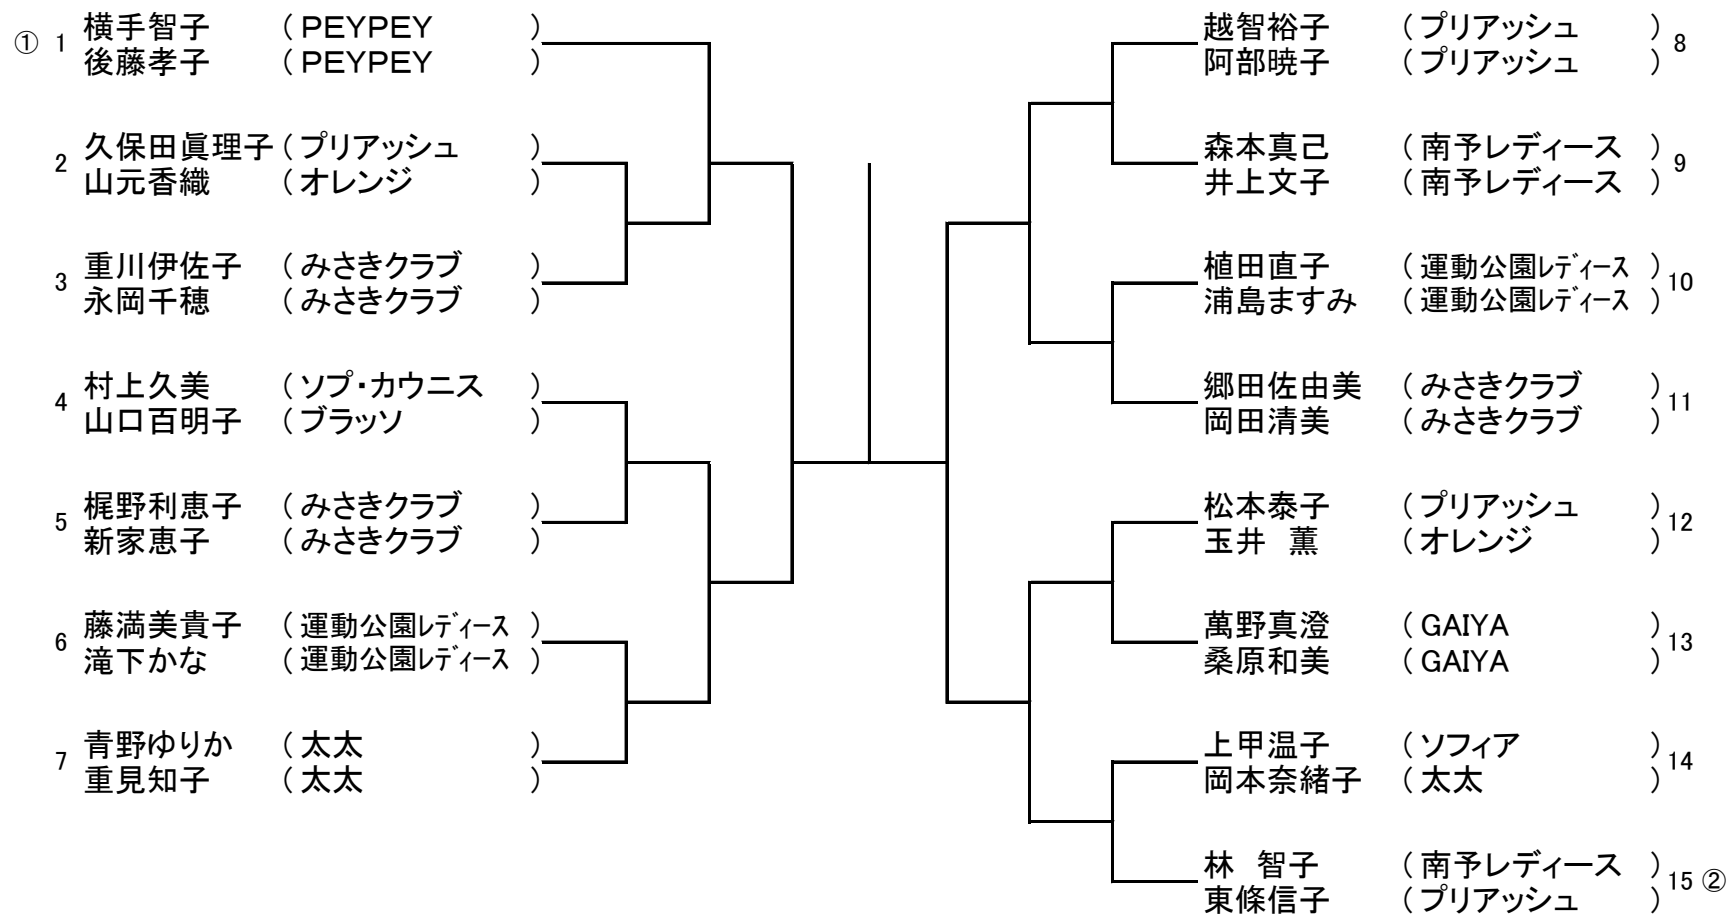 ① 1 横手智子 ( PEYPEY )
後藤孝子 ( PEYPEY )
2 久保田眞理子 ( プリアッシュ )
山元香織 ( オレンジ )
3 重川伊佐子 ( みさきクラブ )
永岡千穂 ( みさきクラブ )
4 村上久美 ( ソプ・カウニス )
山口百明子 ( ブラッソ )
5 梶野利恵子 ( みさきクラブ )
新家恵子 ( みさきクラブ )
6 藤満美貴子 ( 運動公園ﾚﾃﾞｨｰｽ )
滝下かな ( 運動公園ﾚﾃﾞｨｰｽ )
7 青野ゆりか ( 太太 )
重見知子 ( 太太 )
越智裕子 ( プリアッシュ ) 8
阿部暁子 ( プリアッシュ )
森本真己 ( 南予レディース ) 9
井上文子 ( 南予レディース )
植田直子 ( 運動公園ﾚﾃﾞｨｰｽ ) 10
浦島ますみ ( 運動公園ﾚﾃﾞｨｰｽ )
郷田佐由美 ( みさきクラブ ) 11
岡田清美 ( みさきクラブ )
松本泰子 ( プリアッシュ ) 12
玉井　薫 ( オレンジ )
萬野真澄 ( GAIYA ) 13
桑原和美 ( GAIYA )
上甲温子 ( ソフィア ) 14
岡本奈緒子 ( 太太 )
林　智子 ( 南予レディース ) 15 ②
東條信子 ( プリアッシュ )